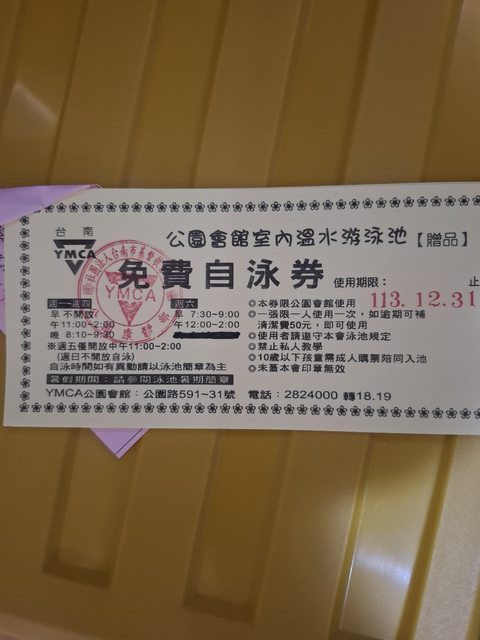 台南
YMCA
公園會館室內溫水游泳池【贈品】
免費自泳券
使用期限: 113.12.31 止
週一~週四
早 不開放
午11:00~2:00
晚 8:10~9:30
週六
早 7:30~9:00
午12:00~2:00
※週五僅開放中午11:00~2:00
(週日不開放自泳)
自泳時間如有異動請以泳池簡章為主
暑假期間:請參閱泳池暑期簡章
◎本券限公園會館使用
◎一張限一人使用一次,如逾期可補
清潔費50元,即可使用
◎使用者請遵守本會泳池規定
◎禁止私人教學
◎10歲以下孩童需成人購票陪同入池
◎未蓋本會印章無效
YMCA公園會館:公園路591~31號 電話:2824000 轉18.19
YMCA